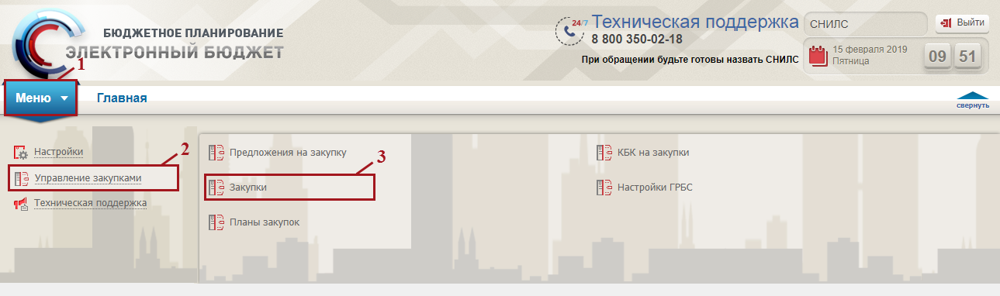 БЮДЖЕТНОЕ ПЛАНИРОВАНИЕ
ЭЛЕКТРОННЫЙ БЮДЖЕТ
24/7 Техническая поддержка
8 800 350-02-18
При обращении будьте готовы назвать СНИЛС
СНИЛС
Выйти
15 февраля 2019
Пятница
09 51
1
Меню
Главная
свернуть
Настройки
2
Управление закупками
Техническая поддержка
Предложения на закупку
3
Закупки
Планы закупок
КБК на закупки
Настройки ГРБС